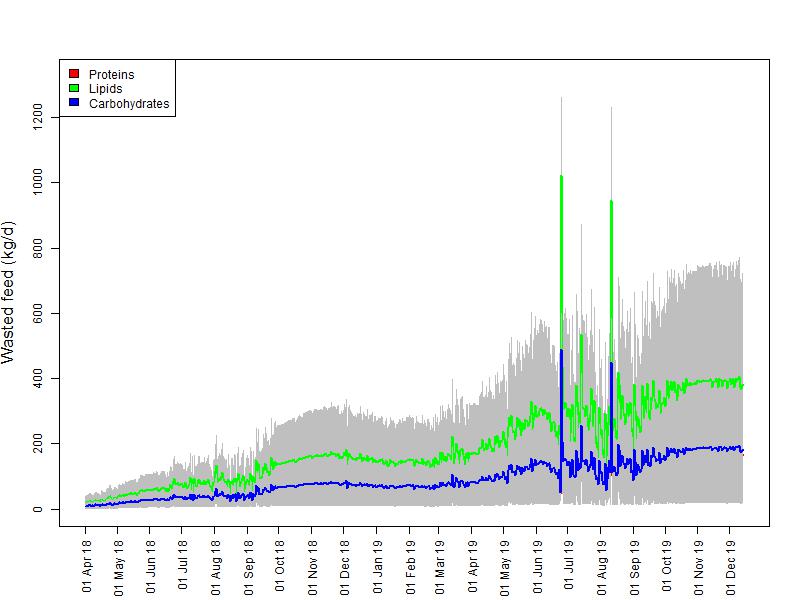 Proteins
Lipids
Carbohydrates
Wasted feed (kg/d)
1200
1000
800
600
400
200
0
01 Apr 18
01 May 18
01 Jun 18
01 Jul 18
01 Aug 18
01 Sep 18
01 Oct 18
01 Nov 18
01 Dec 18
01 Jan 19
01 Feb 19
01 Mar 19
01 Apr 19
01 May 19
01 Jun 19
01 Jul 19
01 Aug 19
01 Sep 19
01 Oct 19
01 Nov 19
01 Dec 19